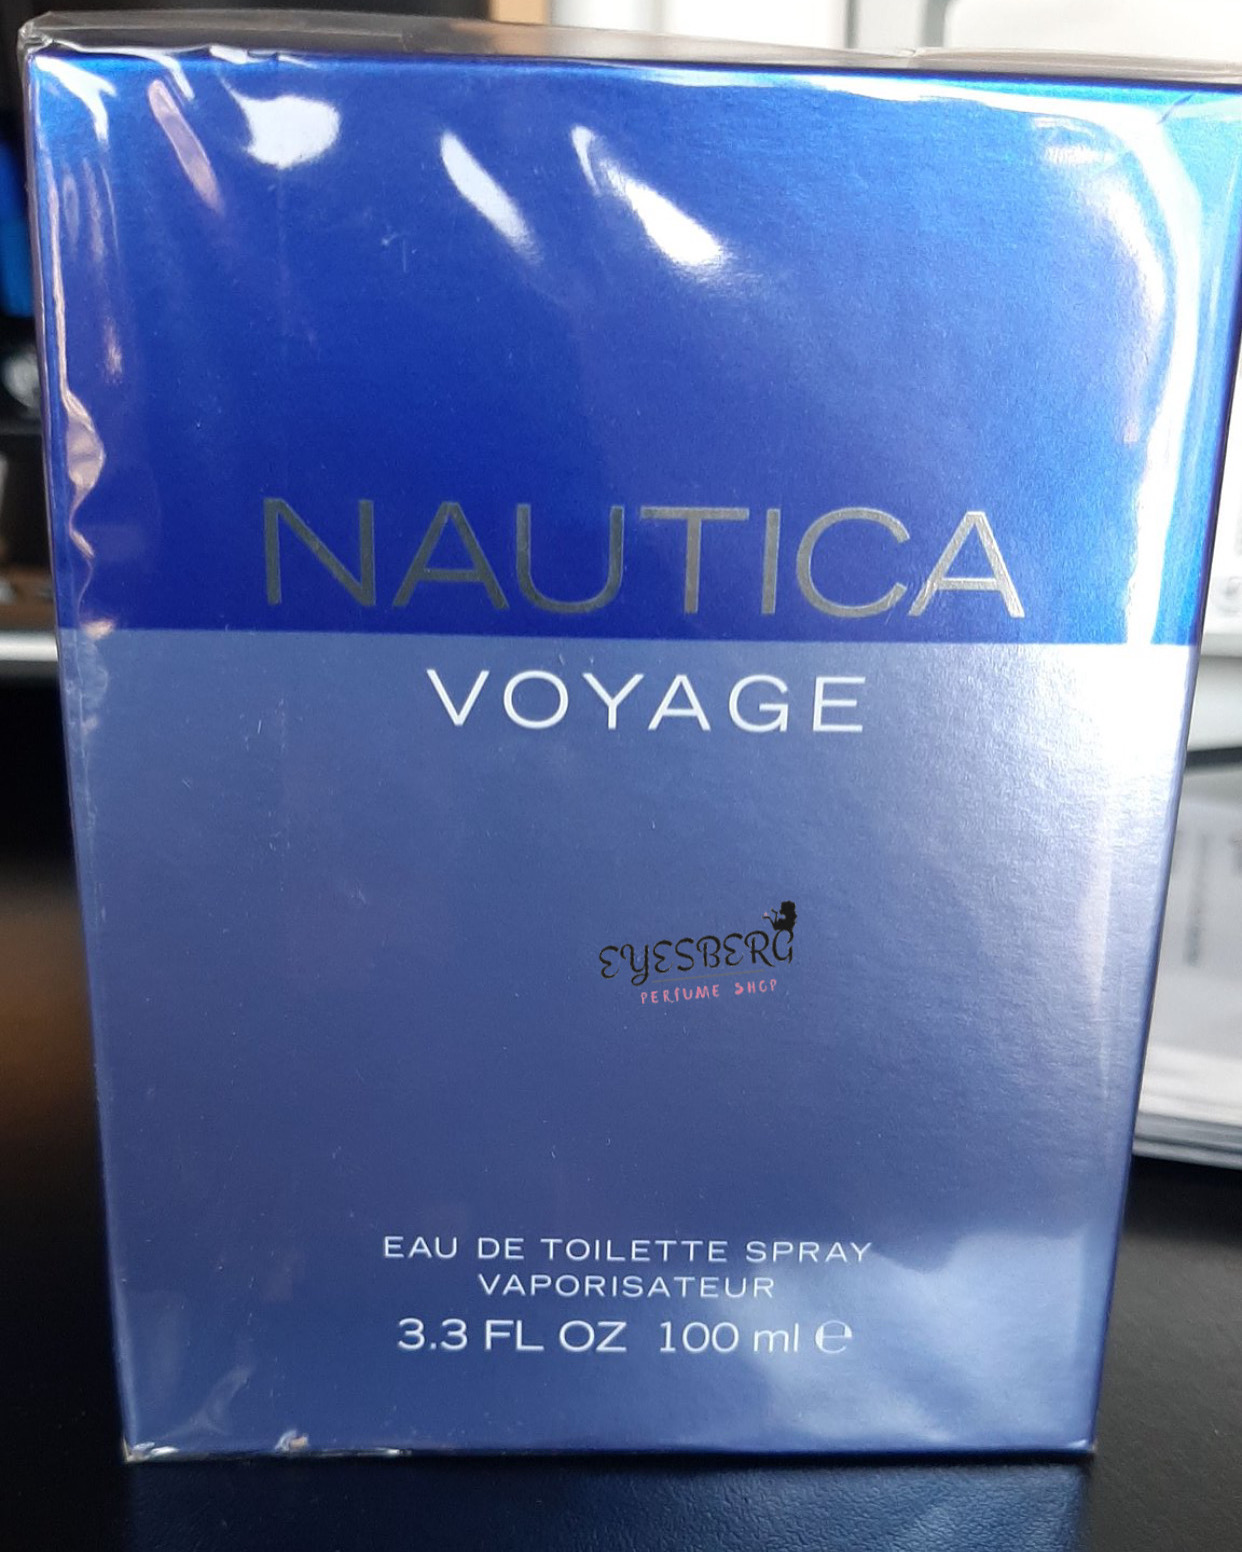 NAUTICA
VOYAGE
EYESBERG
PERFUME SHOP
EAU DE TOILETTE SPRAY
VAPORISATEUR
3.3 FL OZ 100 ml ℮